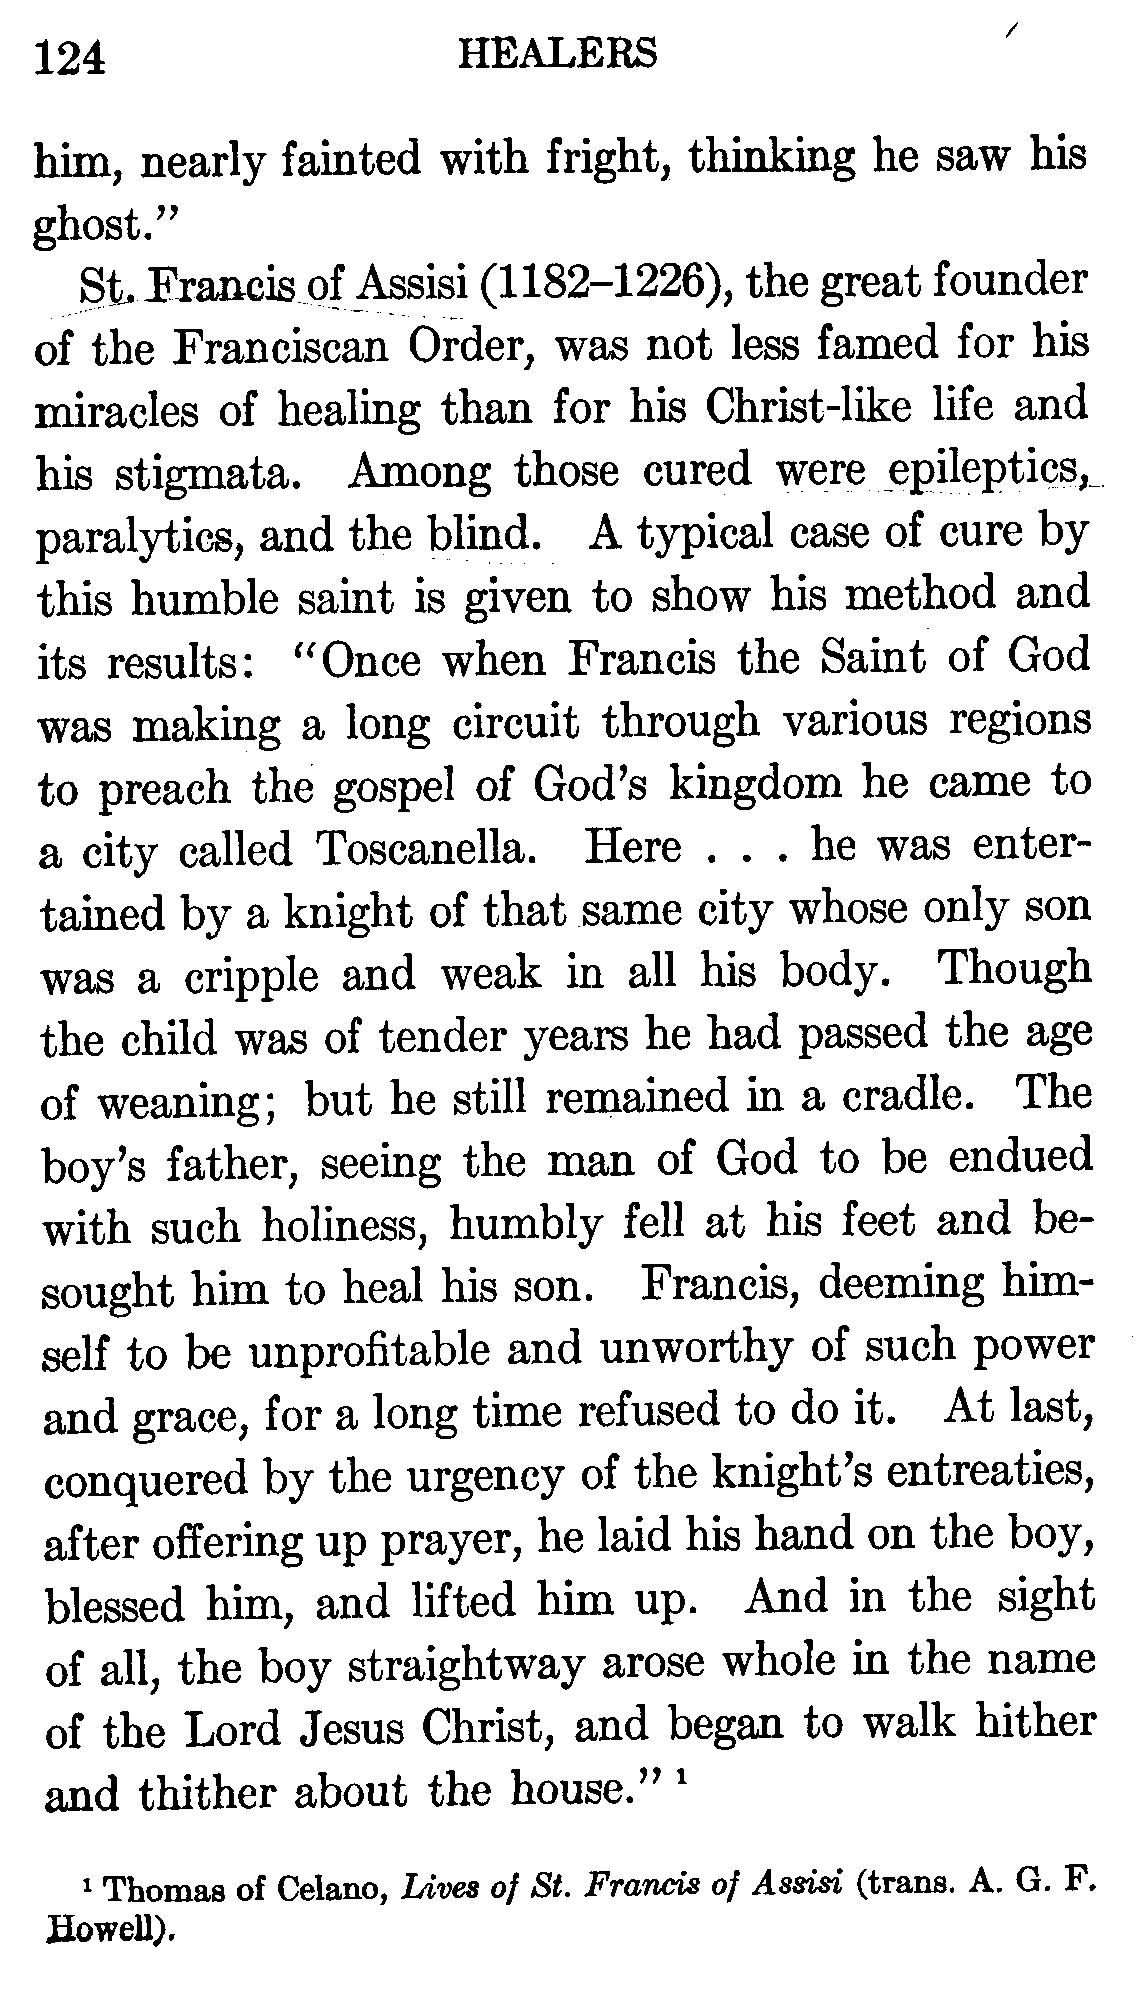 124 HEALERS
him, nearly fainted with fright, thinking he saw his
ghost."
St. Francis of Assisi (1182–1226), the great founder
of the Franciscan Order, was not less famed for his
miracles of healing than for his Christ-like life and
his stigmata. Among those cured were epileptics,
paralytics, and the blind. A typical case of cure by
this humble saint is given to show his method and
its results: "Once when Francis the Saint of God
was making a long circuit through various regions
to preach the gospel of God's kingdom he came to
a city called Toscanella. Here . . . he was enter-
tained by a knight of that same city whose only son
was a cripple and weak in all his body. Though
the child was of tender years he had passed the age
of weaning; but he still remained in a cradle. The
boy's father, seeing the man of God to be endued
with such holiness, humbly fell at his feet and be-
sought him to heal his son. Francis, deeming him-
self to be unprofitable and unworthy of such power
and grace, for a long time refused to do it. At last,
conquered by the urgency of the knight's entreaties,
after offering up prayer, he laid his hand on the boy,
blessed him, and lifted him up. And in the sight
of all, the boy straightway arose whole in the name
of the Lord Jesus Christ, and began to walk hither
and thither about the house." ¹
¹ Thomas of Celano, Lives of St. Francis of Assisi (trans. A. G. F.
Howell).